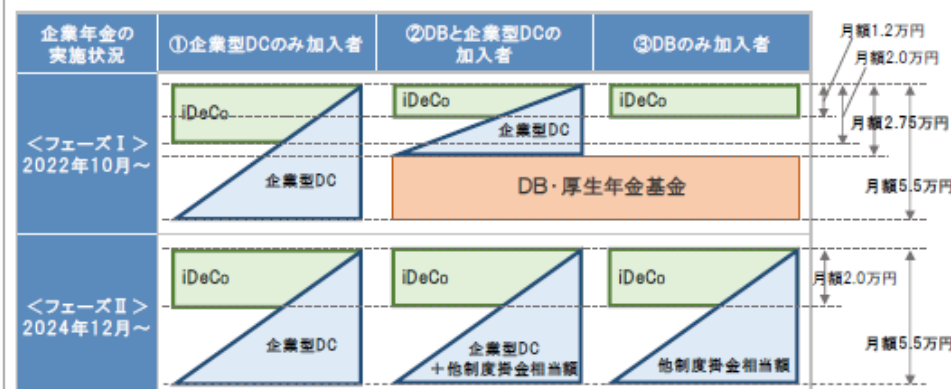 企業年金の
実施状況
①企業型DCのみ加入者
②DBと企業型DCの
加入者
③DBのみ加入者
月額1.2万円
月額2.0万円
月額2.75万円
月額5.5万円
<フェーズⅠ>
2022年10月~
iDeCo
企業型DC
iDeCo
企業型DC
iDeCo
DB・厚生年金基金
<フェーズⅡ>
2024年12月~
iDeCo
企業型DC
iDeCo
企業型DC
+他制度掛金相当額
iDeCo
他制度掛金相当額
月額2.0万円
月額5.5万円